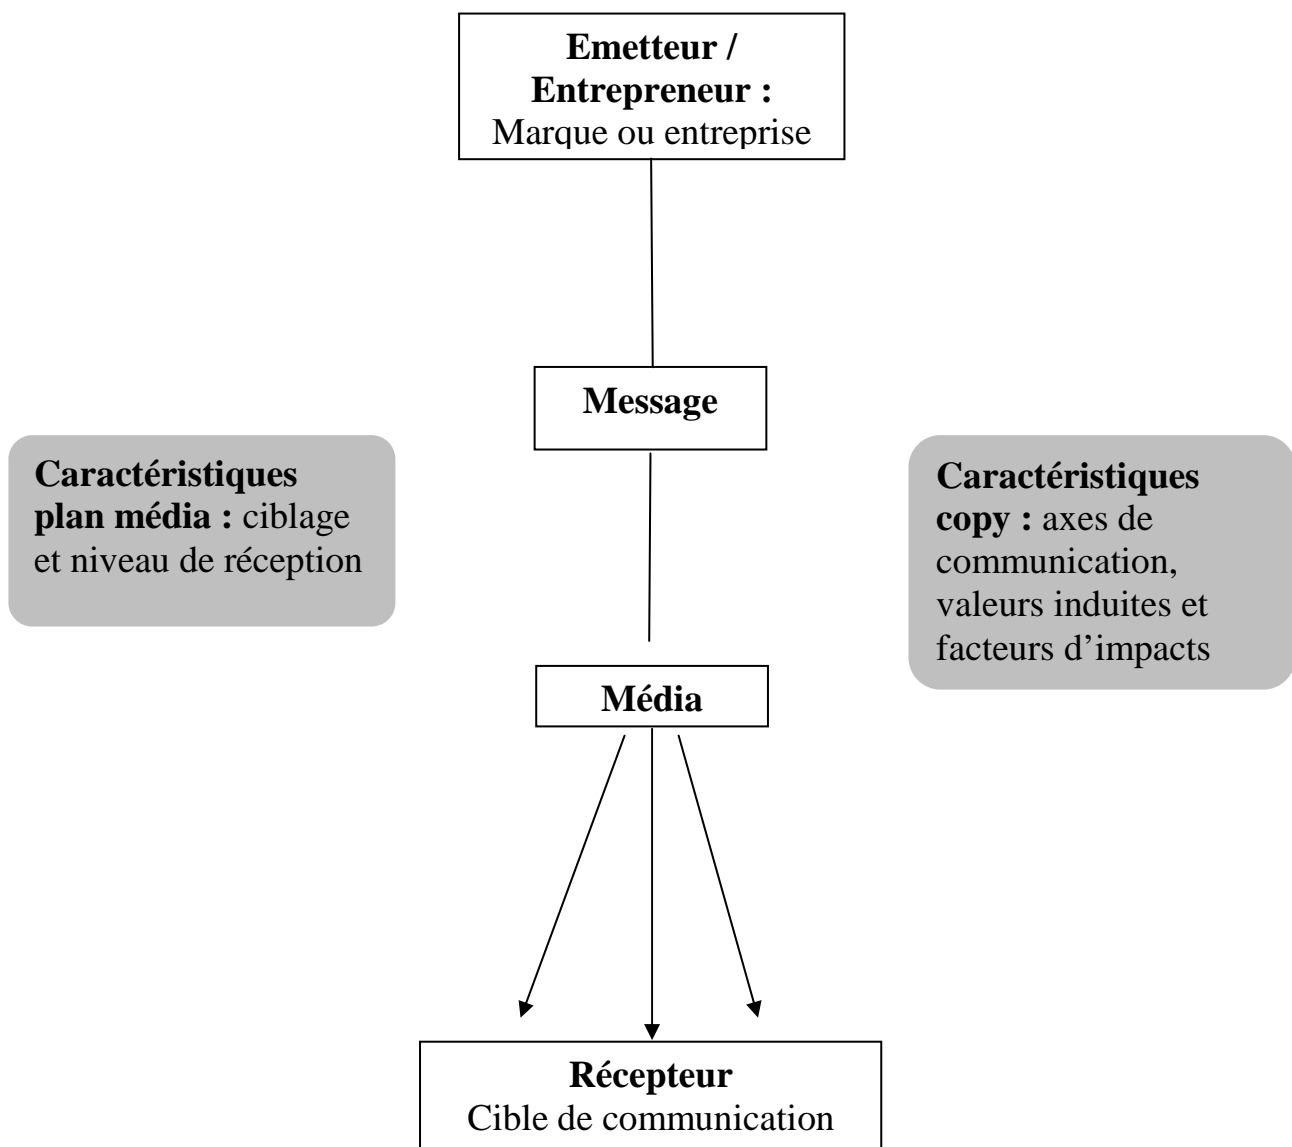 Emetteur /
Entrepreneur :
Marque ou entreprise
Message
Caractéristiques
plan média : ciblage
et niveau de réception
Caractéristiques
copy : axes de
communication,
valeurs induites et
facteurs d’impacts
Média
Récepteur
Cible de communication